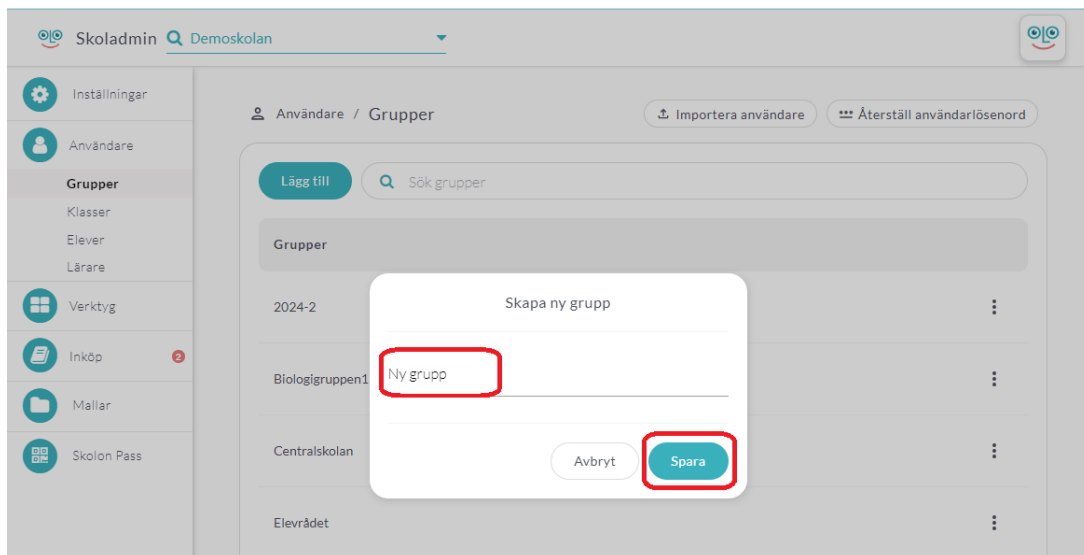 Skoladmin Demoskolan
Inställningar
Användare / Grupper Importera användare Återställ användarlösenord
Användare
Grupper
Klasser
Elever
Lärare
Verktyg
Inköp 2
Mallar
Skolon Pass
Lägg till Sök grupper
Grupper
2024-2
Biologigruppen1
Centralskolan
Elevrådet
Skapa ny grupp
Ny grupp
Avbryt Spara